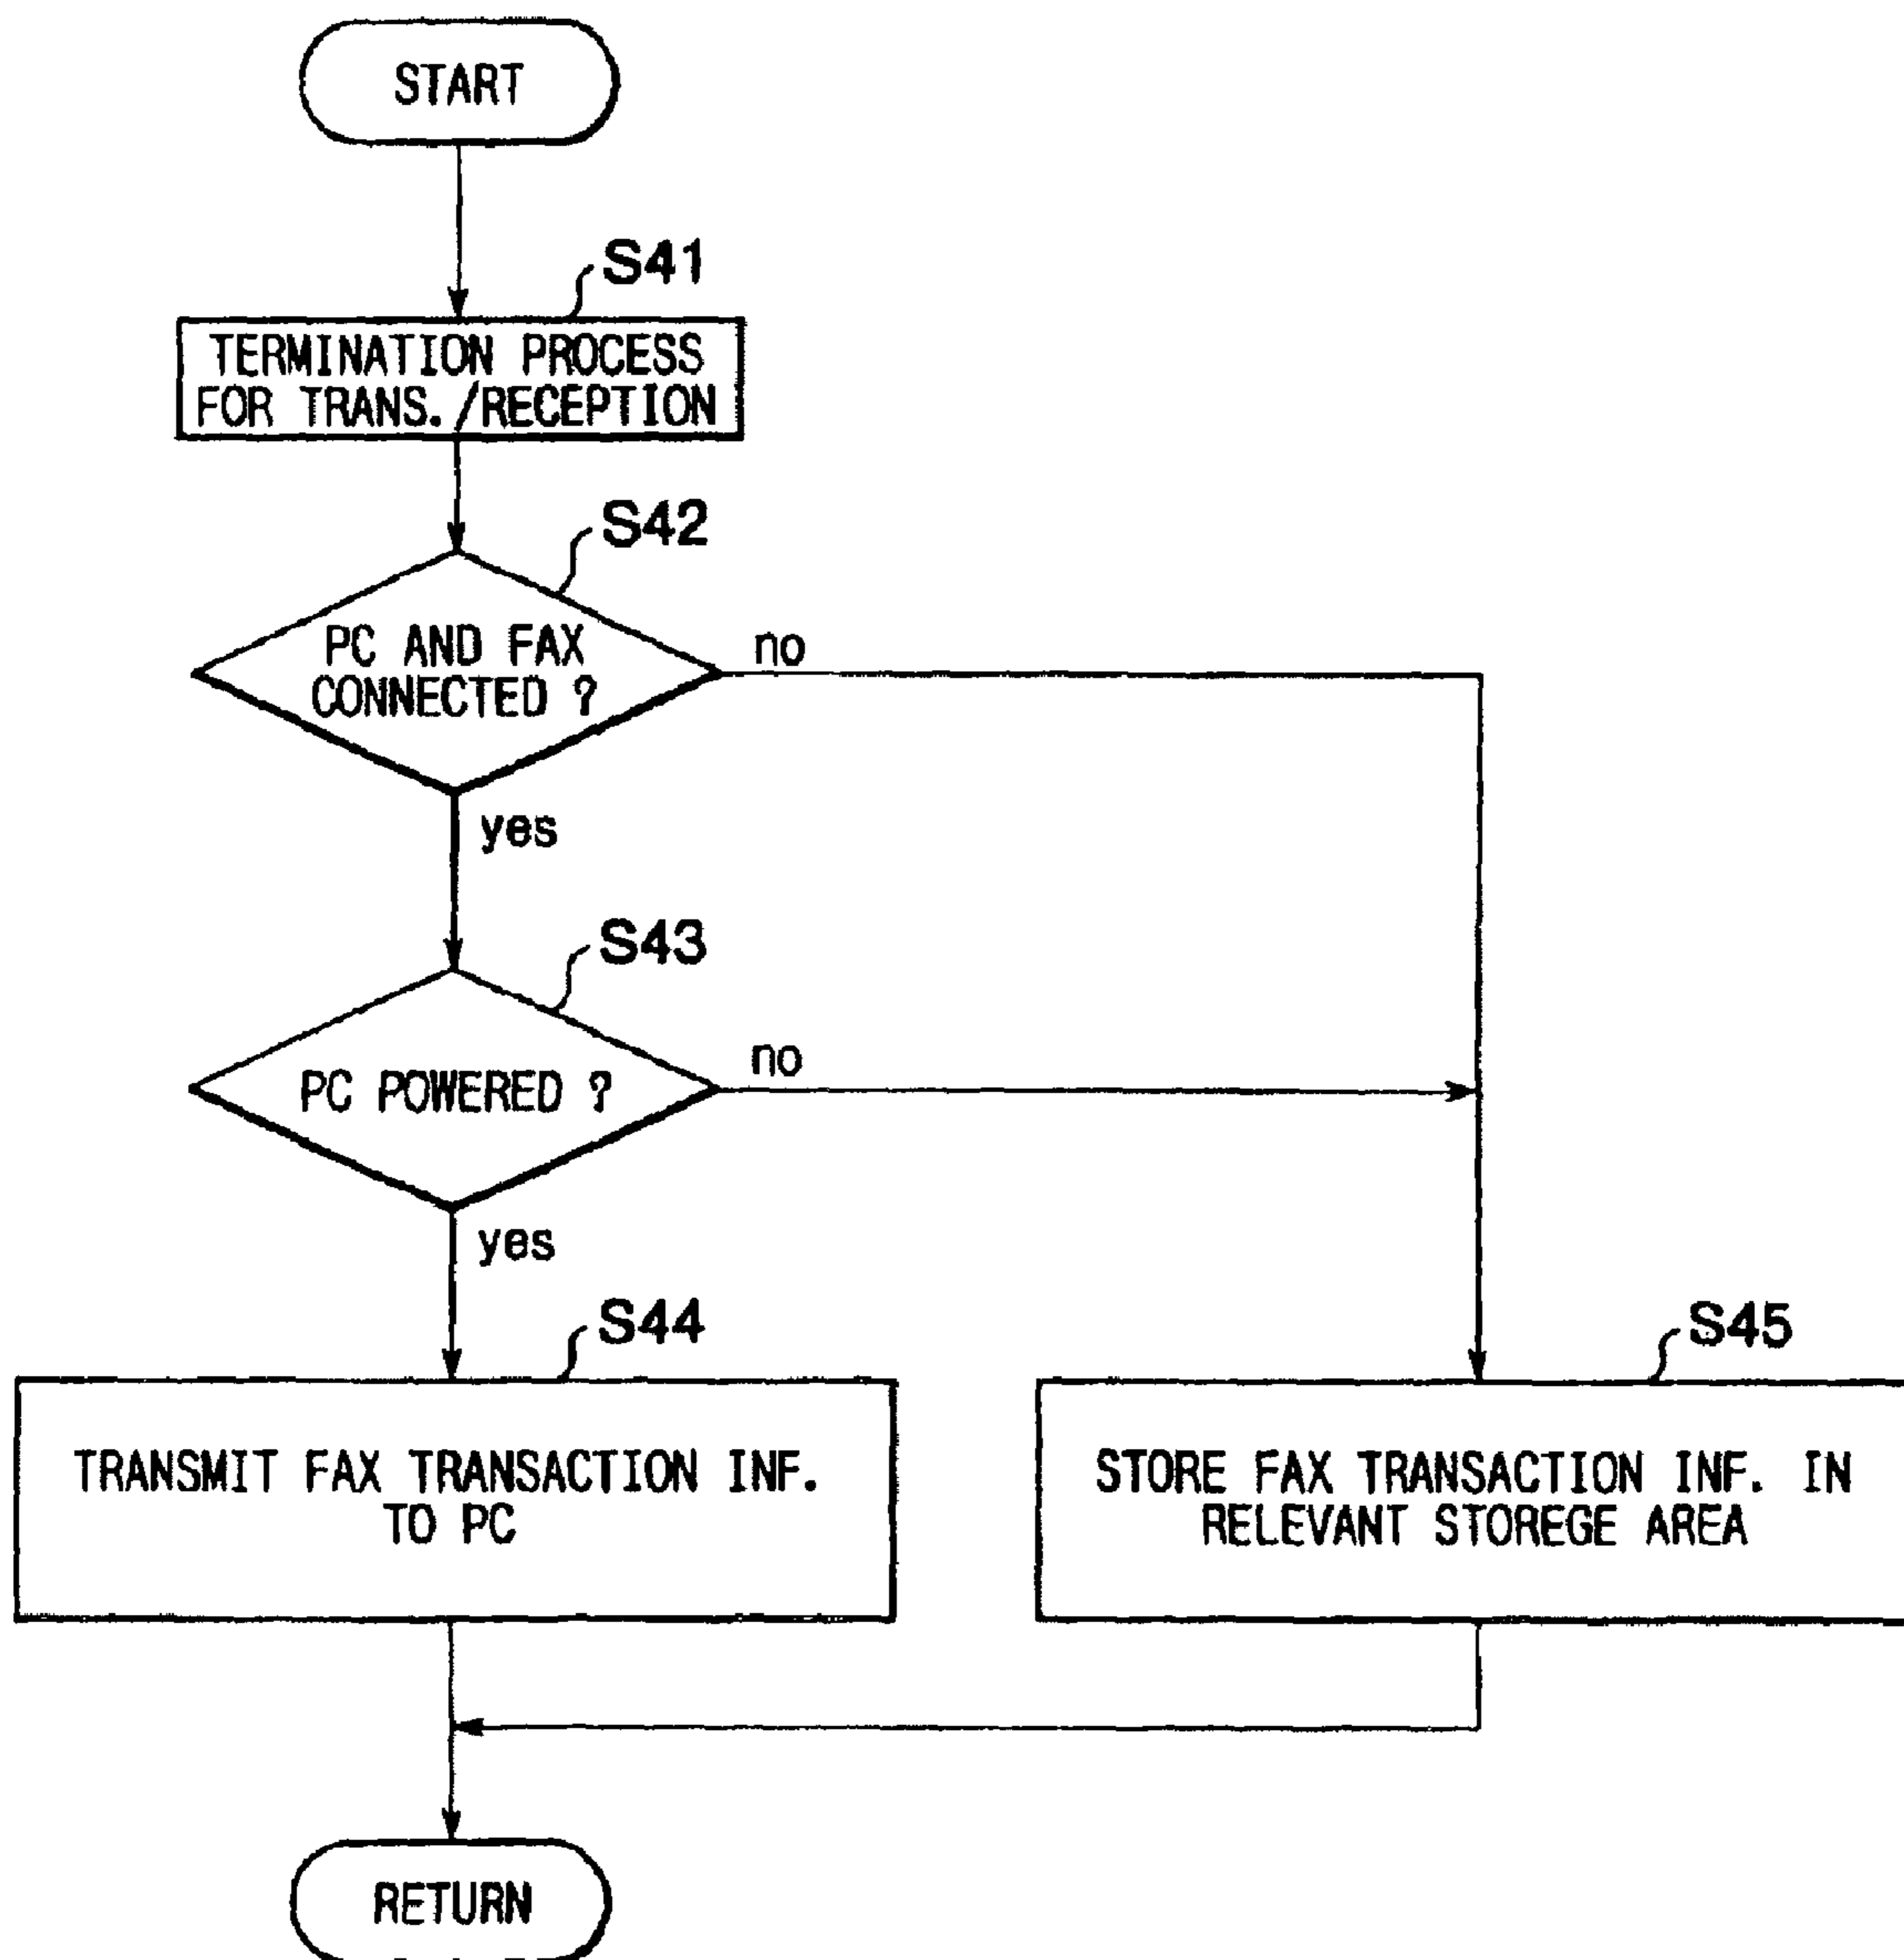 START
S41
TERMINATION PROCESS
FOR TRANS./RECEPTION
S42
PC AND FAX
CONNECTED ?
no
yes
S43
PC POWERED ?
no
yes
S44
TRANSMIT FAX TRANSACTION INF.
TO PC
S45
STORE FAX TRANSACTION INF. IN
RELEVANT STOREGE AREA
RETURN